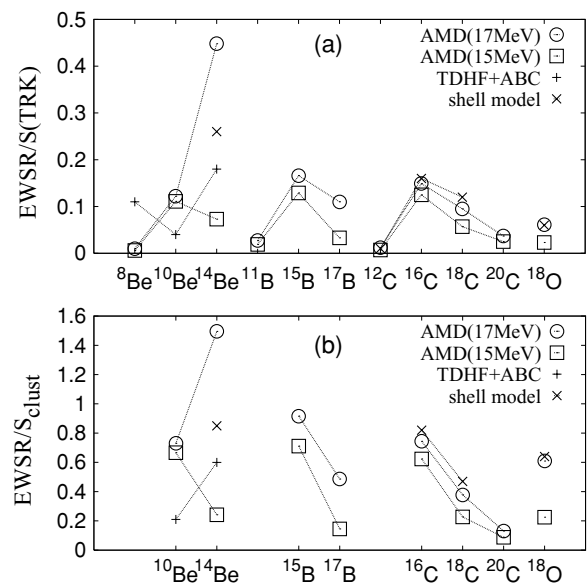 (a)
AMD(17MeV)
AMD(15MeV)
TDHF+ABC
shell model
EWSR/S(TRK)
0.5
0.4
0.3
0.2
0.1
0
⁸Be ¹⁰Be ¹⁴Be ¹¹B ¹⁵B ¹⁷B ¹²C ¹⁶C ¹⁸C ²⁰C ¹⁸O
(b)
AMD(17MeV)
AMD(15MeV)
TDHF+ABC
shell model
EWSR/S_clust
1.6
1.4
1.2
1
0.8
0.6
0.4
0.2
0
¹⁰Be ¹⁴Be ¹⁵B ¹⁷B ¹⁶C ¹⁸C ²⁰C ¹⁸O